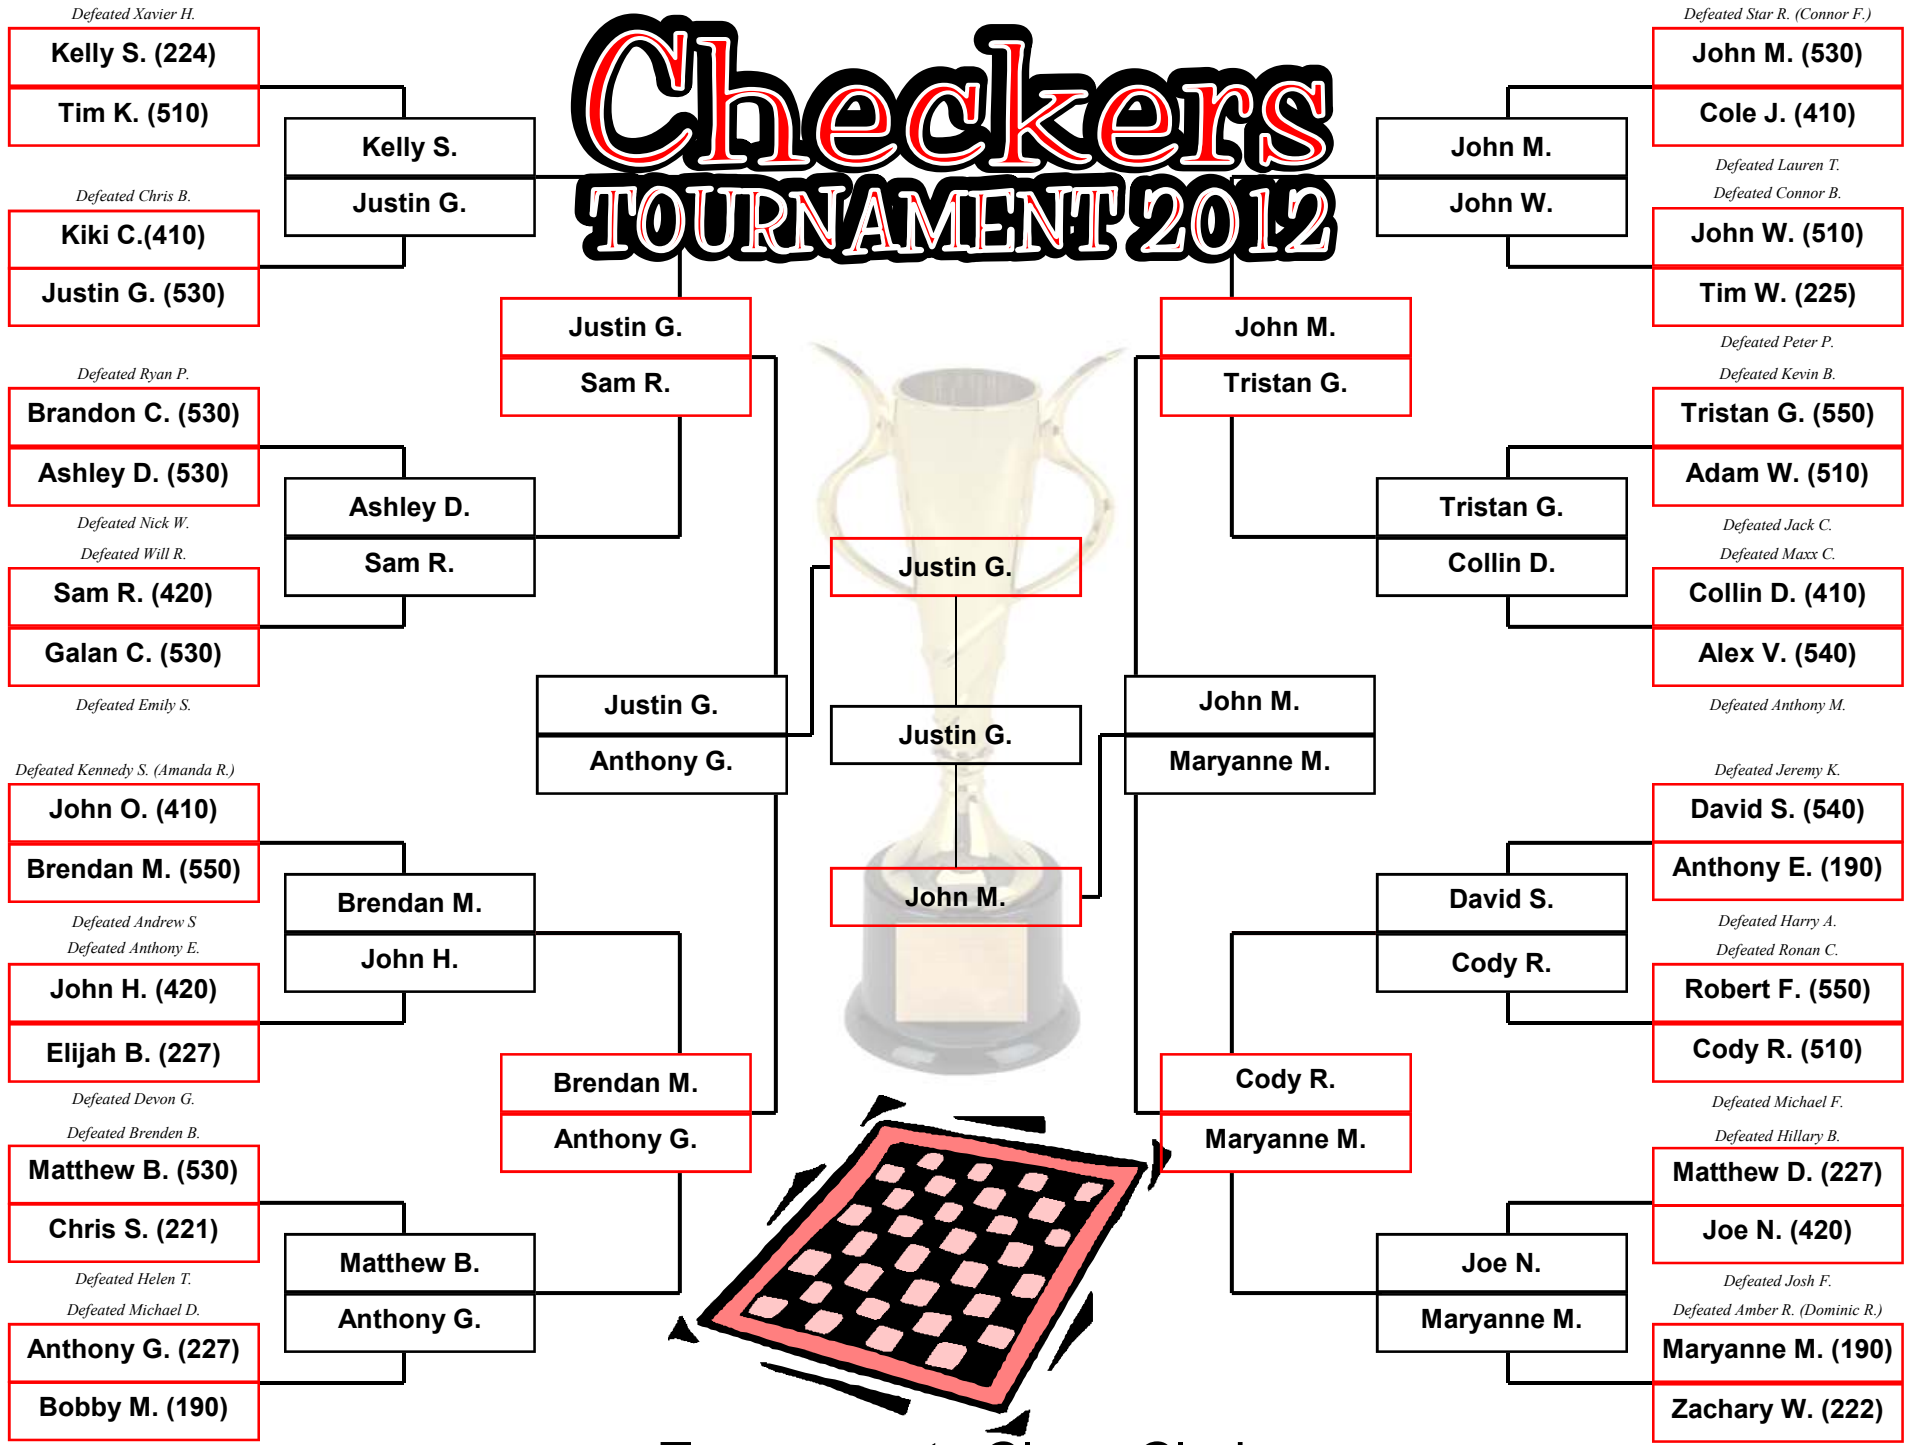 Checkers
TOURNAMENT 2012
Defeated Xavier H.
Kelly S. (224)
Tim K. (510)
Defeated Chris B.
Kiki C.(410)
Justin G. (530)
Defeated Ryan P.
Brandon C. (530)
Ashley D. (530)
Defeated Nick W.
Defeated Will R.
Sam R. (420)
Galan C. (530)
Defeated Emily S.
Defeated Kennedy S. (Amanda R.)
John O. (410)
Brendan M. (550)
Defeated Andrew S
Defeated Anthony E.
John H. (420)
Elijah B. (227)
Defeated Devon G.
Defeated Brenden B.
Matthew B. (530)
Chris S. (221)
Defeated Helen T.
Defeated Michael D.
Anthony G. (227)
Bobby M. (190)
Kelly S.
Justin G.
Ashley D.
Sam R.
Brendan M.
John H.
Matthew B.
Anthony G.
Justin G.
Sam R.
Brendan M.
Anthony G.
Justin G.
Anthony G.
Justin G.
Justin G.
John M.
John M.
Maryanne M.
John M.
Tristan G.
Cody R.
Maryanne M.
John M.
John W.
Tristan G.
Collin D.
David S.
Cody R.
Joe N.
Maryanne M.
Defeated Star R. (Connor F.)
John M. (530)
Cole J. (410)
Defeated Lauren T.
Defeated Connor B.
John W. (510)
Tim W. (225)
Defeated Peter P.
Defeated Kevin B.
Tristan G. (550)
Adam W. (510)
Defeated Jack C.
Defeated Maxx C.
Collin D. (410)
Alex V. (540)
Defeated Anthony M.
Defeated Jeremy K.
David S. (540)
Anthony E. (190)
Defeated Harry A.
Defeated Ronan C.
Robert F. (550)
Cody R. (510)
Defeated Michael F.
Defeated Hillary B.
Matthew D. (227)
Joe N. (420)
Defeated Josh F.
Defeated Amber R. (Dominic R.)
Maryanne M. (190)
Zachary W. (222)